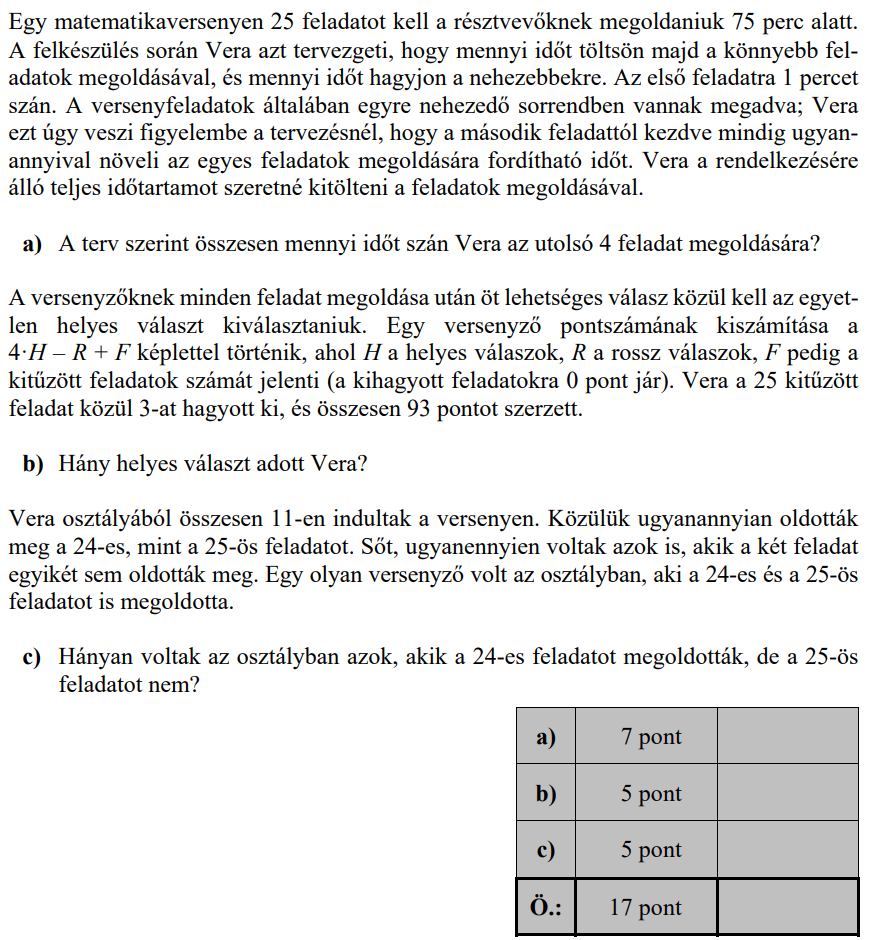 Egy matematikaversenyen 25 feladatot kell a résztvevőknek megoldaniuk 75 perc alatt.
A felkészülés során Vera azt tervezgeti, hogy mennyi időt töltsön majd a könnyebb fel-
adatok megoldásával, és mennyi időt hagyjon a nehezebbekre. Az első feladatra 1 percet
szán. A versenyfeladatok általában egyre nehezedő sorrendben vannak megadva; Vera
ezt úgy veszi figyelembe a tervezésnél, hogy a második feladattól kezdve mindig ugyan-
annyival növeli az egyes feladatok megoldására fordítható időt. Vera a rendelkezésére
álló teljes időtartamot szeretné kitölteni a feladatok megoldásával.
a) A terv szerint összesen mennyi időt szán Vera az utolsó 4 feladat megoldására?
A versenyzőknek minden feladat megoldása után öt lehetséges válasz közül kell az egyet-
len helyes választ kiválasztaniuk. Egy versenyző pontszámának kiszámítása a
4·H – R + F képlettel történik, ahol H a helyes válaszok, R a rossz válaszok, F pedig a
kitűzött feladatok számát jelenti (a kihagyott feladatokra 0 pont jár). Vera a 25 kitűzött
feladat közül 3-at hagyott ki, és összesen 93 pontot szerzett.
b) Hány helyes választ adott Vera?
Vera osztályából összesen 11-en indultak a versenyen. Közülük ugyanannyian oldották
meg a 24-es, mint a 25-ös feladatot. Sőt, ugyanennyien voltak azok is, akik a két feladat
egyikét sem oldották meg. Egy olyan versenyző volt az osztályban, aki a 24-es és a 25-ös
feladatot is megoldotta.
c) Hányan voltak az osztályban azok, akik a 24-es feladatot megoldották, de a 25-ös
feladatot nem?
a) 7 pont
b) 5 pont
c) 5 pont
Ö.: 17 pont